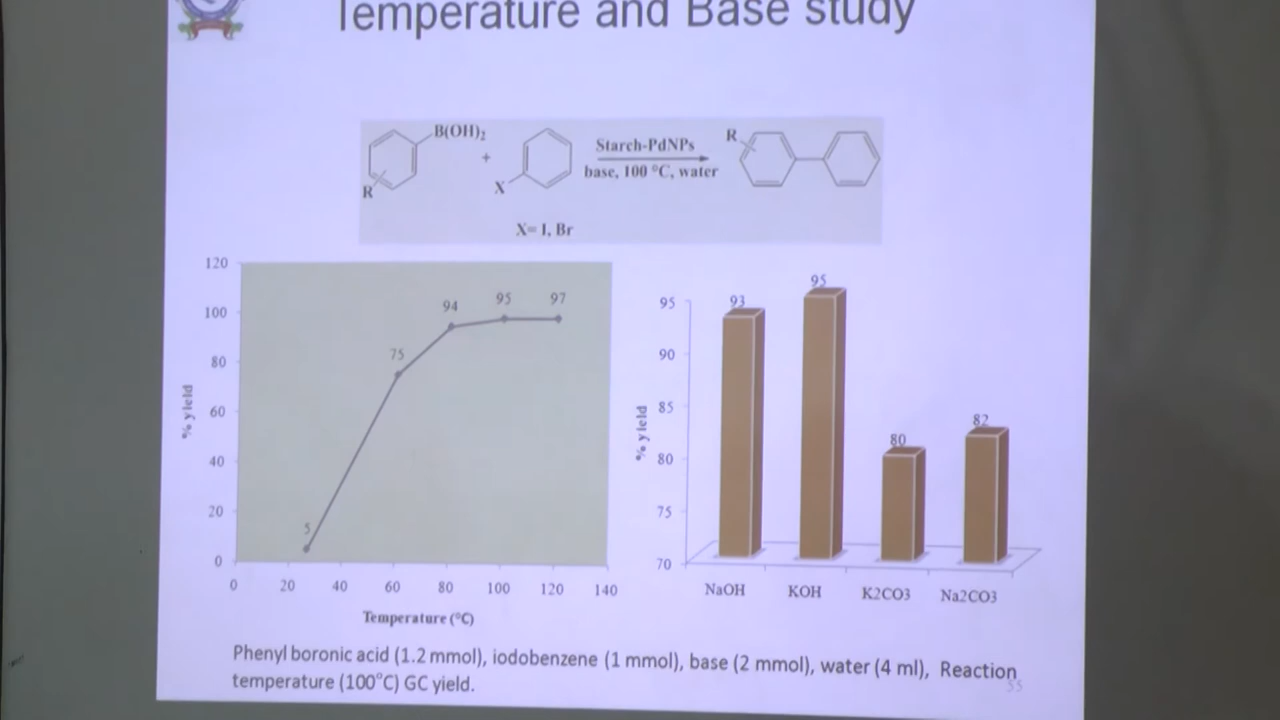 Temperature and Base study
B(OH)2
+
R
X
Starch-PdNPs
base, 100 °C, water
R
X= I, Br
120
100
80
60
40
20
0
% yield
5
75
94
95
97
0 20 40 60 80 100 120 140
Temperature (°C)
95
90
85
80
75
70
% yield
93
95
80
82
NaOH KOH K2CO3 Na2CO3
Phenyl boronic acid (1.2 mmol), iodobenzene (1 mmol), base (2 mmol), water (4 ml), Reaction
temperature (100°C) GC yield.
55